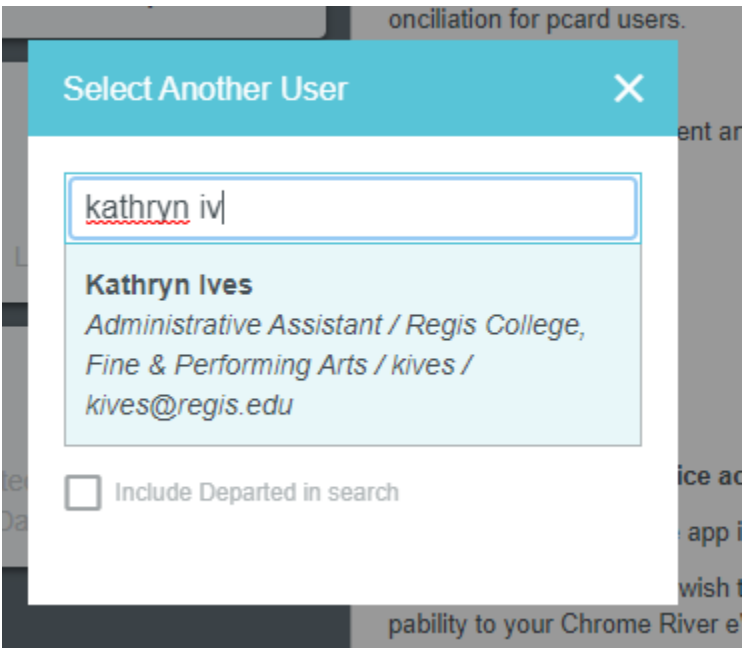 onciliation for pcard users.
Select Another User
ent ar
kathryn iv
L
Kathryn Ives
Administrative Assistant / Regis College,
Fine & Performing Arts / kives /
kives@regis.edu
Include Departed in search
ice ac
app i
wish t
pability to your Chrome River e